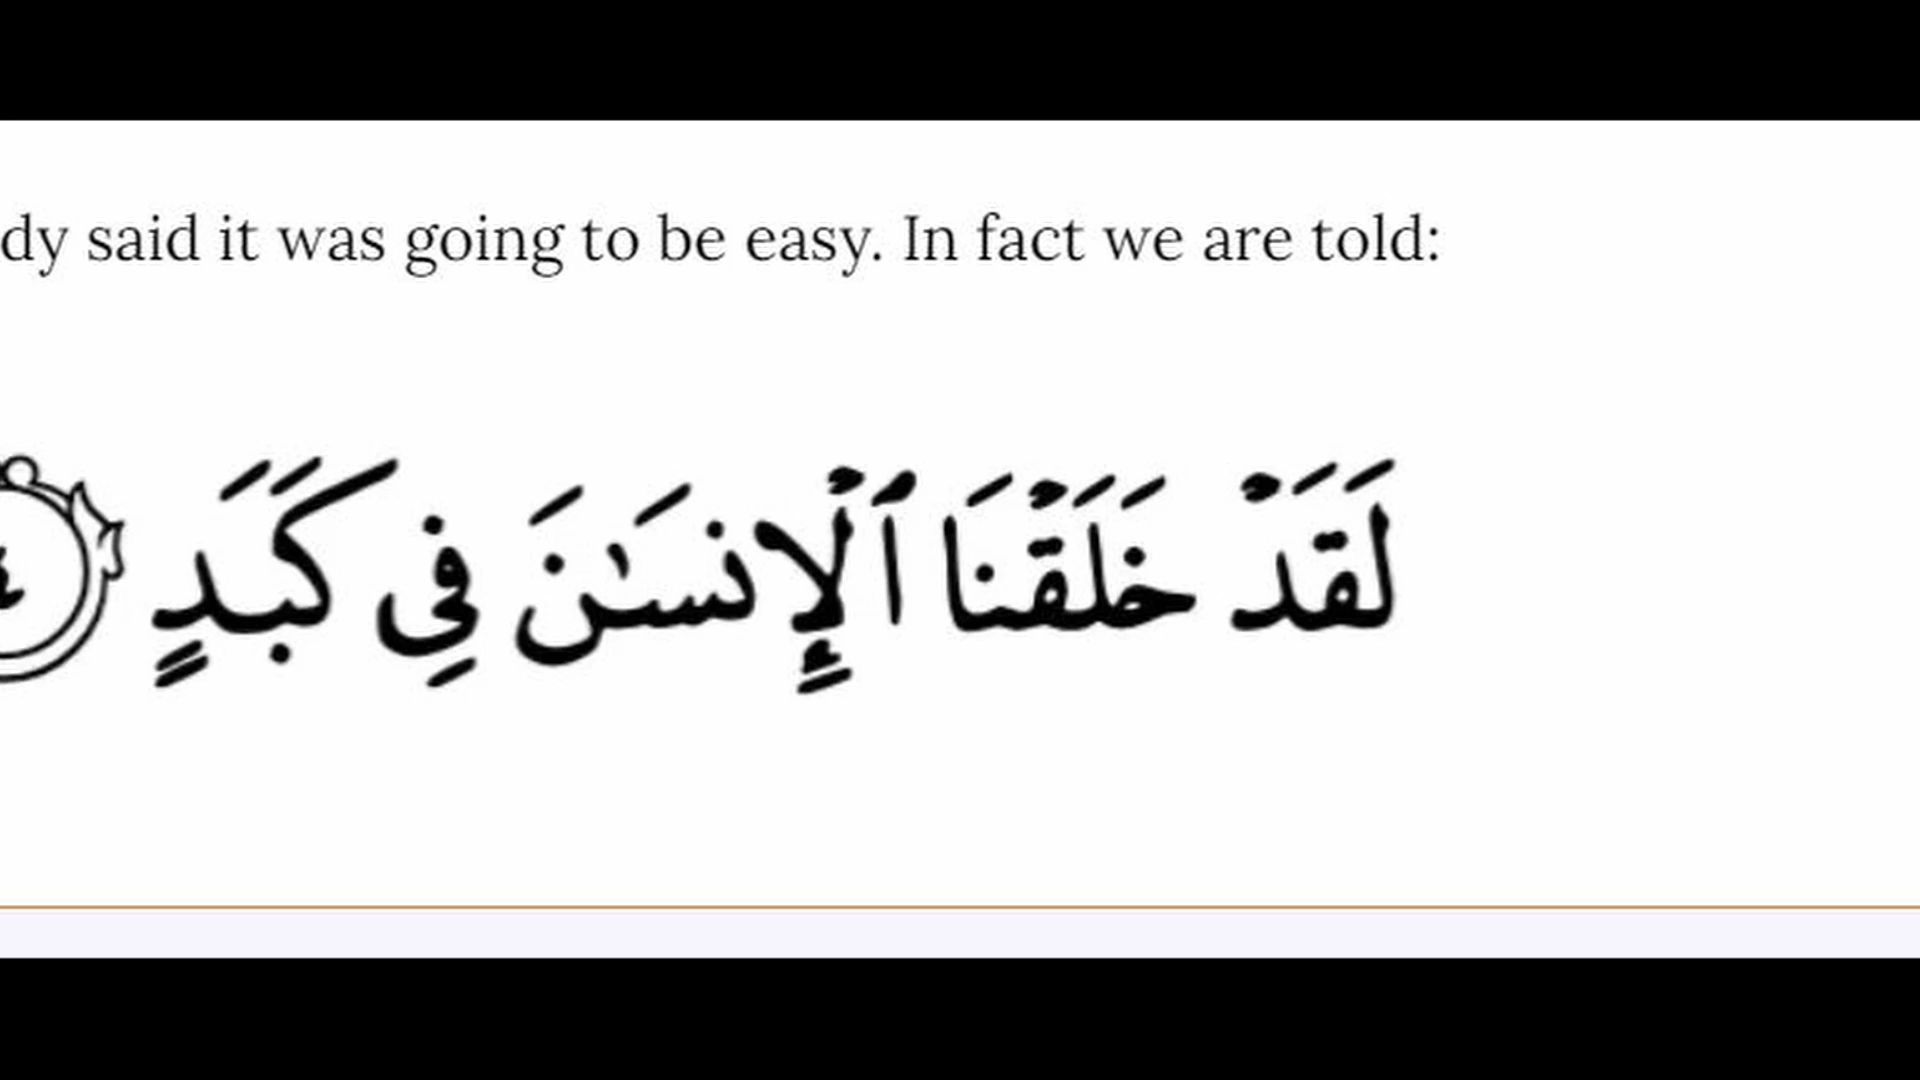 dy said it was going to be easy. In fact we are told:
لَقَدْ خَلَقْنَا ٱلْإِنسَـٰنَ فِى كَبَدٍ